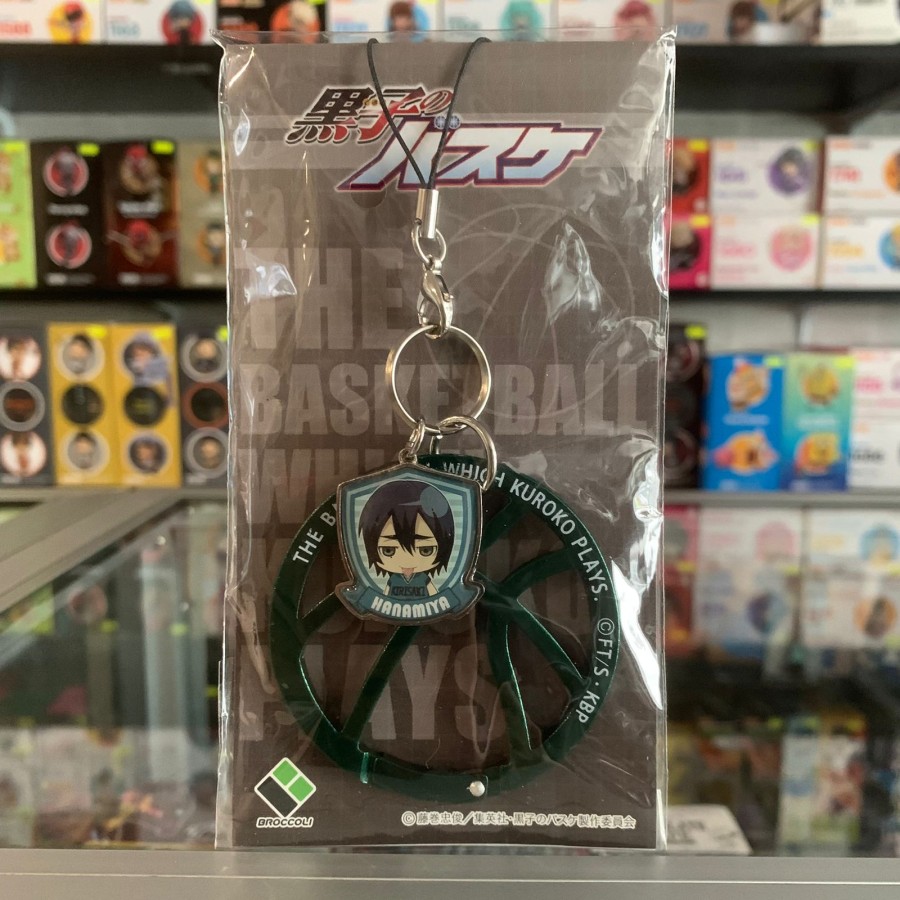 黒子の
バスケ
THE
BASKETBALL
WHICH
KUROKO
PLAYS
THE BA WHICH KUROKO PLAYS. ©FT/S・KBP
KIRISAKI
HANAMIYA
BROCCOLI
©藤巻忠俊/集英社・黒子のバスケ製作委員会